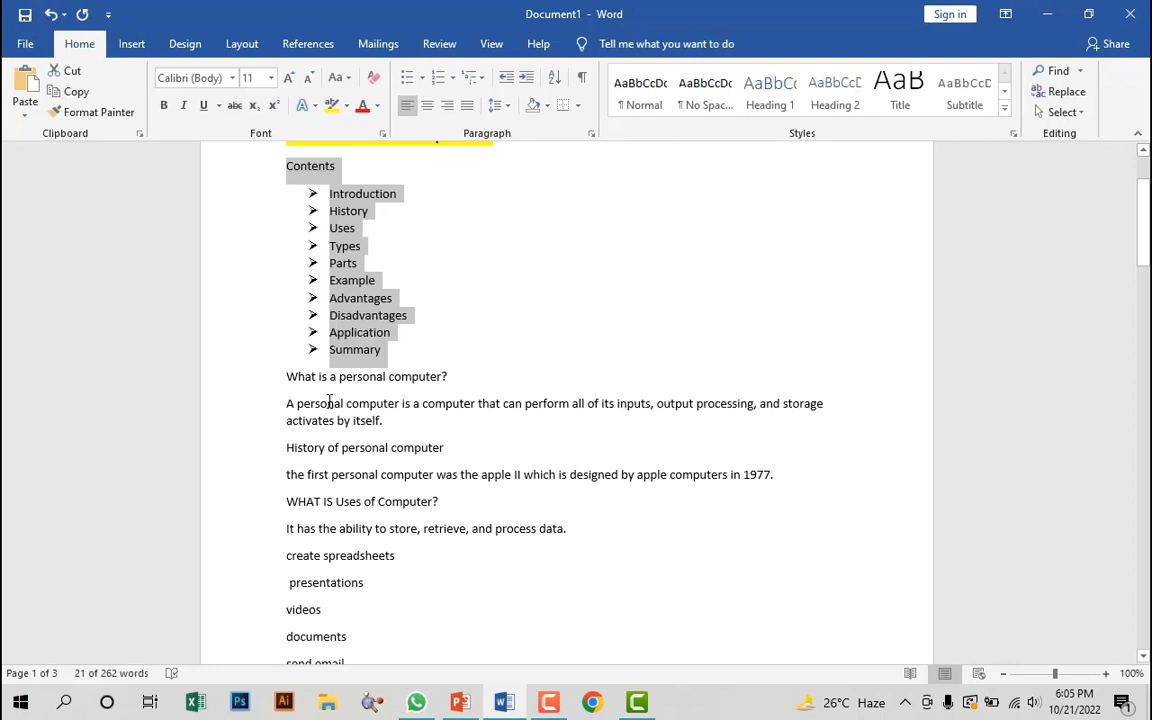 Document1 - Word
Sign in
File Home Insert Design Layout References Mailings Review View Help Tell me what you want to do Share
Paste
Cut
Copy
Format Painter
Clipboard
Calibri (Body) 11
Font
Paragraph
AaBbCcDc AaBbCcDc AaBbCc AaBbCcD AaB AaBbCcD
¶ Normal ¶ No Spac... Heading 1 Heading 2 Title Subtitle
Styles
Find
Replace
Select
Editing
Contents
Introduction
History
Uses
Types
Parts
Example
Advantages
Disadvantages
Application
Summary
What is a personal computer?
A personal computer is a computer that can perform all of its inputs, output processing, and storage
activates by itself.
History of personal computer
the first personal computer was the apple II which is designed by apple computers in 1977.
WHAT IS Uses of Computer?
It has the ability to store, retrieve, and process data.
create spreadsheets
presentations
videos
documents
send email
Page 1 of 3 21 of 262 words 100%
26°C Haze
6:05 PM
10/21/2022